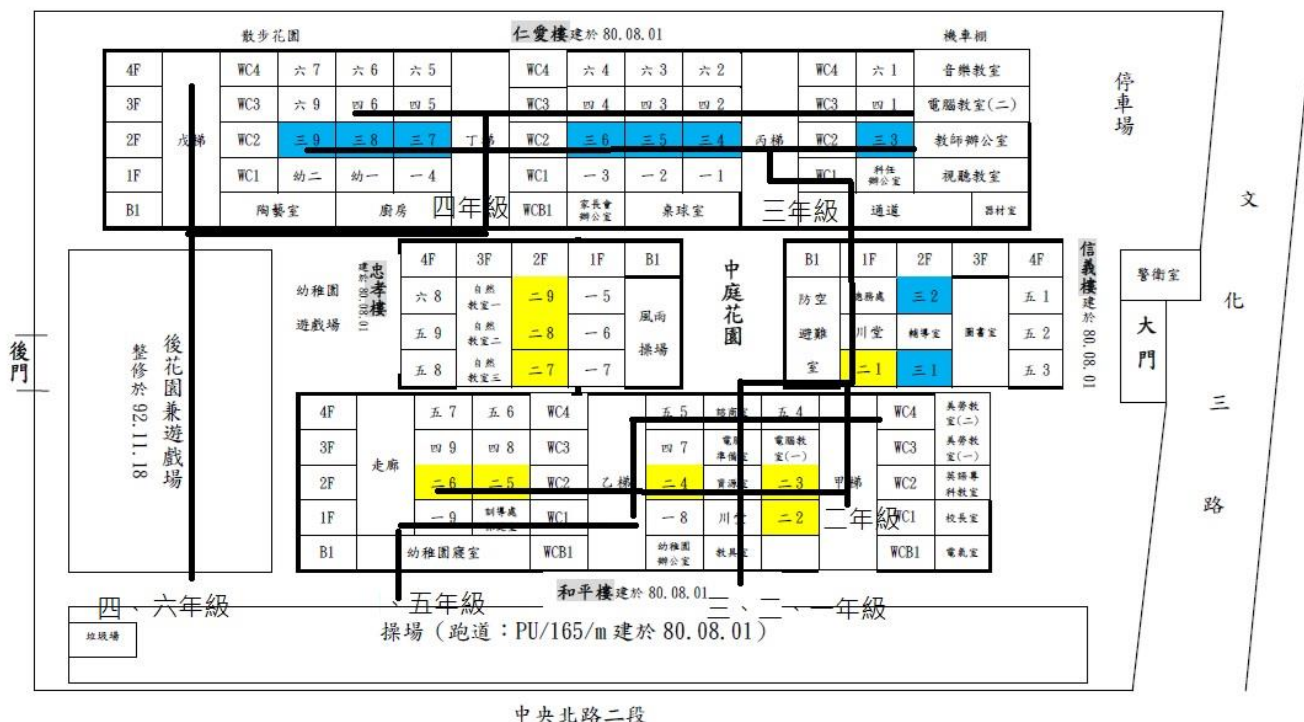 散步花園 仁愛樓建於 80.08.01 機車棚
4F WC4 六 7 六 6 六 5 WC4 六 4 六 3 六 2 WC4 六 1 音樂教室
3F WC3 六 9 四 6 四 5 WC3 四 4 四 3 四 2 WC3 四 1 電腦教室(二)
2F 戊梯 WC2 三 9 三 8 三 7 丁梯 WC2 三 6 三 5 三 4 丙梯 WC2 三 3 教師辦公室
1F WC1 幼二 幼一 一 4 WC1 一 3 一 2 一 1 WC1 科任辦公室 視聽教室
B1 陶藝室 廚房 四年級 WCB1 家長會辦公室 桌球室 三年級 通道 器材室
停車場
文化三路
忠孝樓
建於 80.08.01
幼稚園
遊戲場
4F 3F 2F 1F B1
六 8 自然教室一 二 9 一 5 風雨操場
五 9 自然教室二 二 8 一 6
五 8 自然教室三 二 7 一 7
中庭花園
B1 1F 2F 3F 4F
防空避難室 總務處 三 2 圖書室 五 1
川堂 輔導室 五 2
二 1 三 1 五 3
信義樓建於 80.08.01
警衛室
大門
後門
後花園兼遊戲場
整修於 92.11.18
4F 五 7 五 6 WC4 五 5 諮商室 五 4 WC4 美勞教室(二)
3F 走廊 四 9 四 8 WC3 四 7 電腦準備室 電腦教室(一) WC3 美勞教室(一)
2F 二 6 二 5 WC2 乙梯 二 4 資源室 二 3 甲梯 WC2 英語專科教室
1F 一 9 訓導處 WC1 一 8 川堂 二 2 二年級 WC1 校長室
B1 幼稚園寢室 WCB1 幼稚園辦公室 教具室 WCB1 電氣室
和平樓建於 80.08.01
四、六年級 、五年級 三、二、一年級
垃圾場
操場（跑道：PU/165/m 建於 80.08.01）
中央北路二段